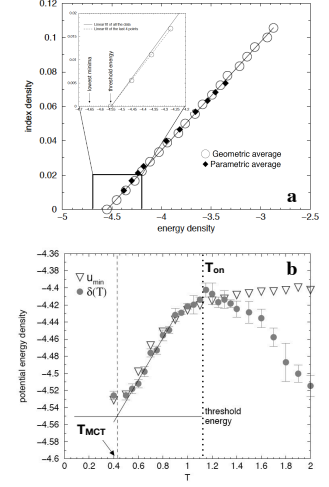 0.12
0.1
0.08
0.06
0.04
0.02
0
index density
Linear fit of all the data
Linear fit of the last 4 points
lowest minima
threshold energy
Geometric average
Parametric average
a
-5
-4.5
-4
-3.5
-3
-2.5
energy density
-4.36
-4.38
-4.4
-4.42
-4.44
-4.46
-4.48
-4.5
-4.52
-4.54
-4.56
-4.58
-4.6
potential energy density
u min
δ(T)
T on
b
threshold
energy
T MCT
0
0.2
0.4
0.6
0.8
1
1.2
1.4
1.6
1.8
2
T